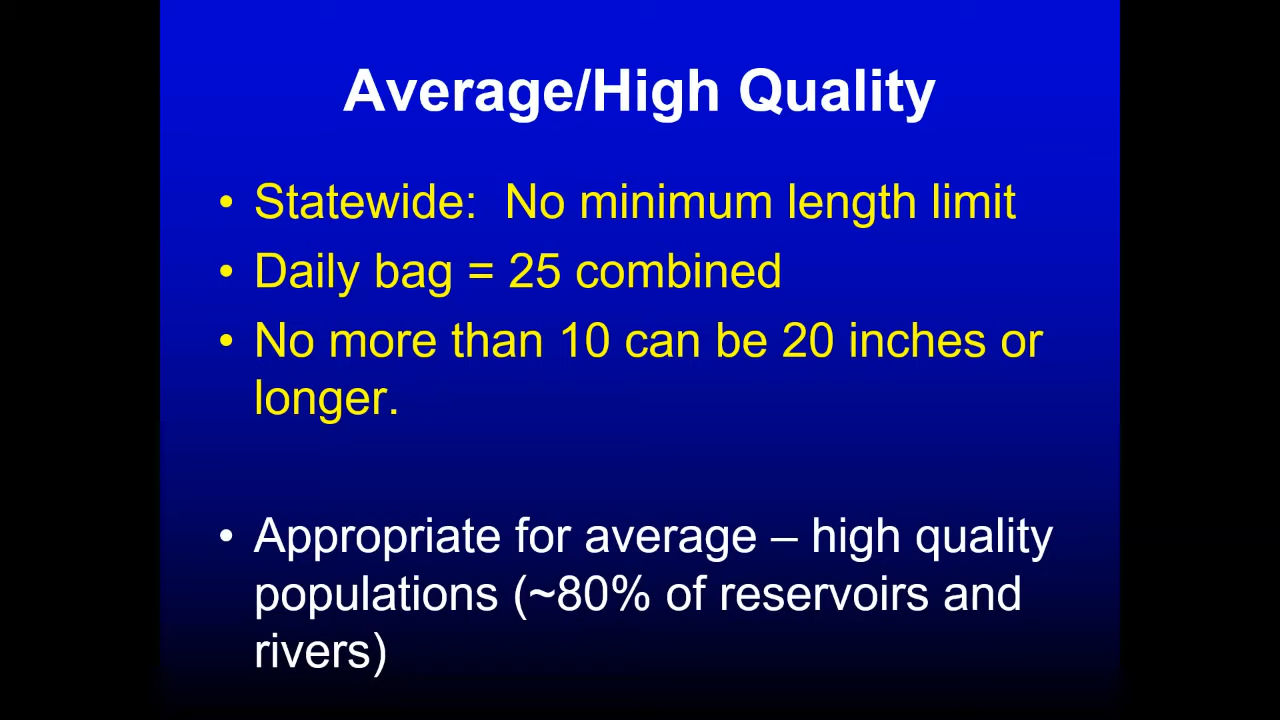 Average/High Quality
• Statewide:  No minimum length limit
• Daily bag = 25 combined
• No more than 10 can be 20 inches or
longer.
• Appropriate for average – high quality
populations (~80% of reservoirs and
rivers)